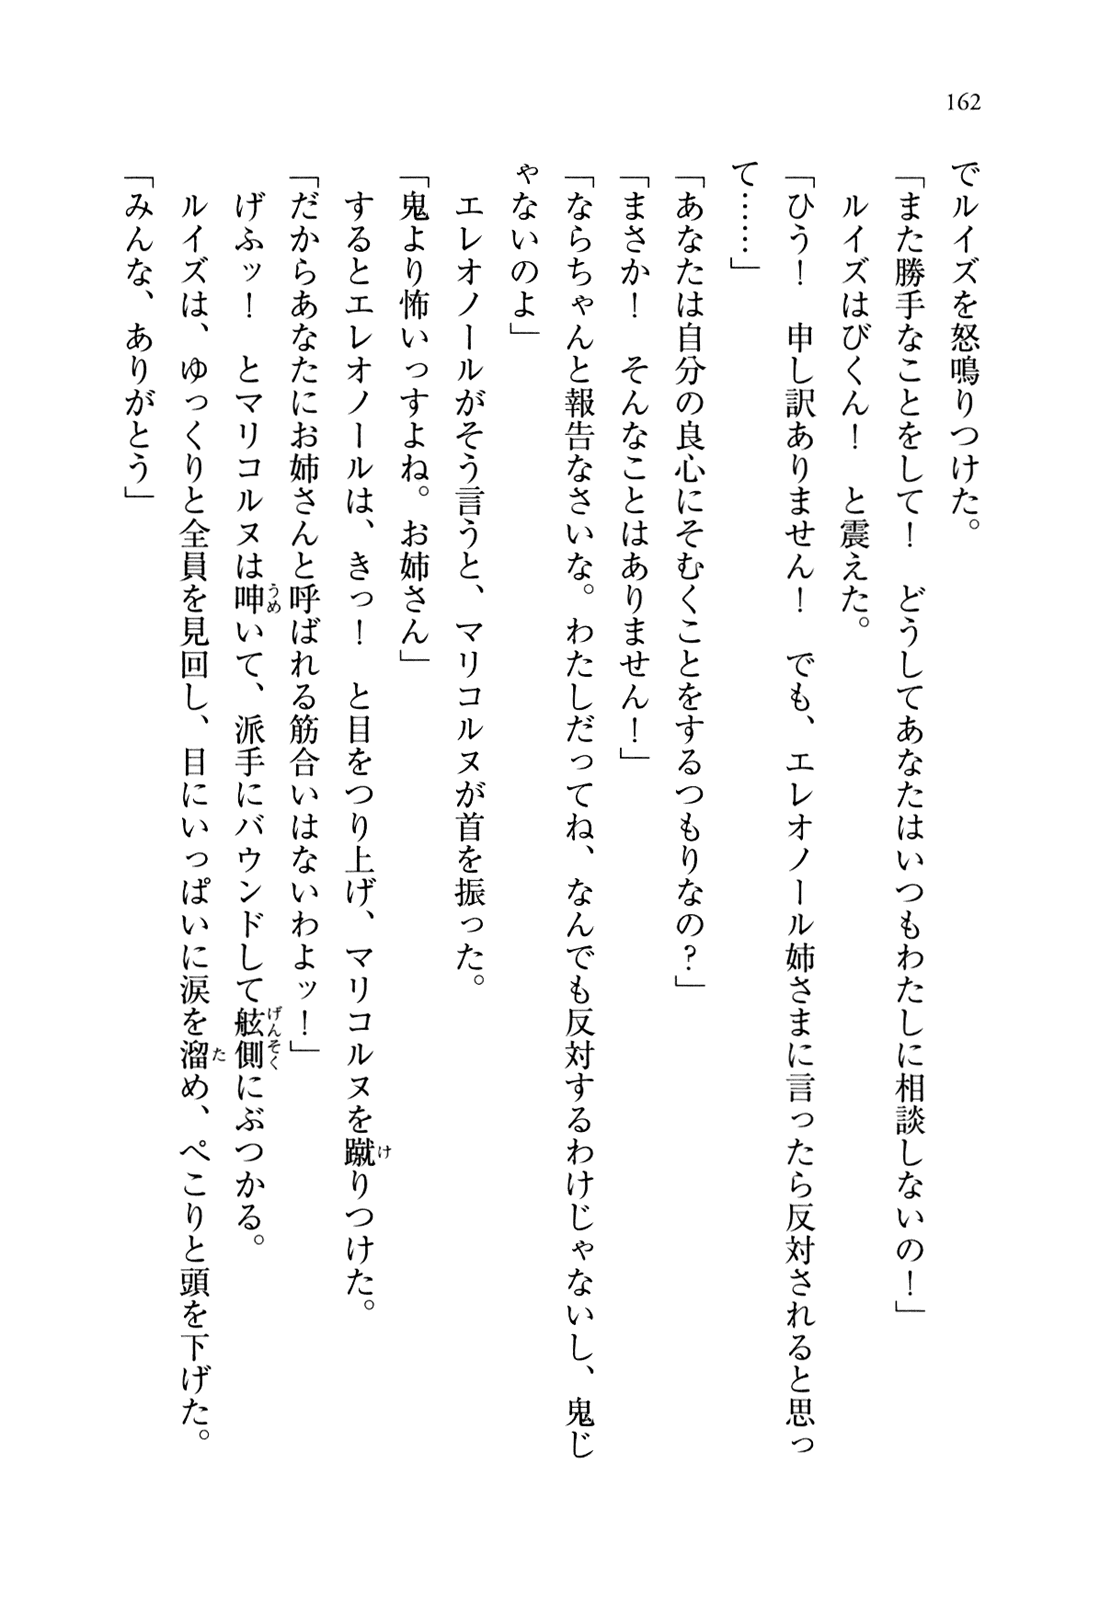 162
でルイズを怒鳴りつけた。
「また勝手なことをして！　どうしてあなたはいつもわたしに相談しないの！」
　ルイズはびくん！　と震えた。
「ひう！　申し訳ありません！　でも、エレオノール姉さまに言ったら反対されると思っ
て……」
「あなたは自分の良心にそむくことをするつもりなの？」
「まさか！　そんなことはありません！」
「ならちゃんと報告なさいな。わたしだってね、なんでも反対するわけじゃないし、鬼じ
ゃないのよ」
　エレオノールがそう言うと、マリコルヌが首を振った。
「鬼より怖いっすよね。お姉さん」
　するとエレオノールは、きっ！　と目をつり上げ、マリコルヌを蹴りつけた。
「だからあなたにお姉さんと呼ばれる筋合いはないわよッ！」
　げふッ！　とマリコルヌは呻いて、派手にバウンドして舷側にぶつかる。
　ルイズは、ゆっくりと全員を見回し、目にいっぱいに涙を溜め、ぺこりと頭を下げた。
「みんな、ありがとう」